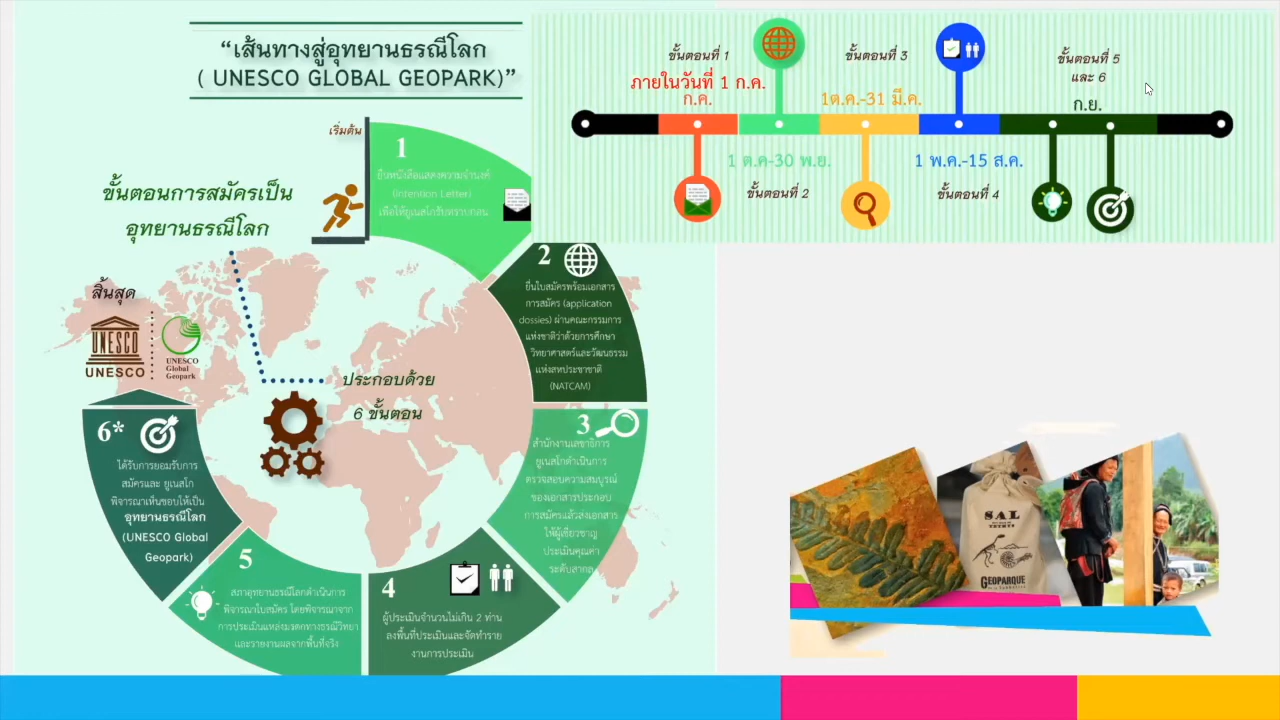 “เส้นทางสู่อุทยานธรณีโลก
( UNESCO GLOBAL GEOPARK)”
เริ่มต้น
ขั้นตอนการสมัครเป็น
อุทยานธรณีโลก
สิ้นสุด
UNESCO
UNESCO
UNESCO
Global
Geopark
ประกอบด้วย
6 ขั้นตอน
1
ยื่นหนังสือแสดงความจำนงค์
(Intention Letter)
เพื่อให้ยูเนสโกรับทราบก่อน
2
ยื่นใบสมัครพร้อมเอกสาร
การสมัคร (application
dossies) ผ่านคณะกรรมการ
แห่งชาติว่าด้วยการศึกษา
วิทยาศาสตร์และวัฒนธรรม
แห่งสหประชาชาติ
(NATCAM)
3
สำนักงานเลขาธิการ
ยูเนสโกดำเนินการ
ตรวจสอบความสมบูรณ์
ของเอกสารประกอบ
การสมัครแล้วส่งเอกสาร
ให้ผู้เชี่ยวชาญ
ประเมินคุณค่า
ระดับสากล
4
ผู้ประเมินจำนวนไม่เกิน 2 ท่าน
ลงพื้นที่ประเมินและจัดทำราย
งานการประเมิน
5
สภาอุทยานธรณีโลกดำเนินการ
พิจารณาใบสมัคร โดยพิจารณาจาก
การประเมินแหล่งมรดกทางธรณีวิทยา
และรายงานผลจากพื้นที่จริง
6*
ได้รับการยอมรับการ
สมัครและ ยูเนสโก
พิจารณาเห็นชอบให้เป็น
อุทยานธรณีโลก
(UNESCO Global
Geopark)
ขั้นตอนที่ 1
ภายในวันที่ 1 ก.ค.
ก.ค.
1 ต.ค-30 พ.ย.
ขั้นตอนที่ 2
ขั้นตอนที่ 3
1ต.ค.-31 มี.ค.
1 พ.ค.-15 ส.ค.
ขั้นตอนที่ 4
ขั้นตอนที่ 5
และ 6
ก.ย.
SAL
GEOPARQUE